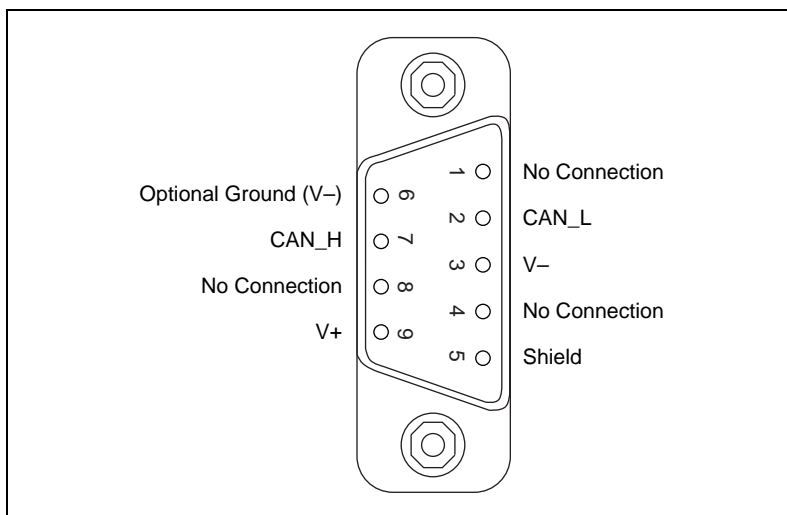 Optional Ground (V–)
CAN_H
No Connection
V+
6
7
8
9
1
2
3
4
5
No Connection
CAN_L
V–
No Connection
Shield